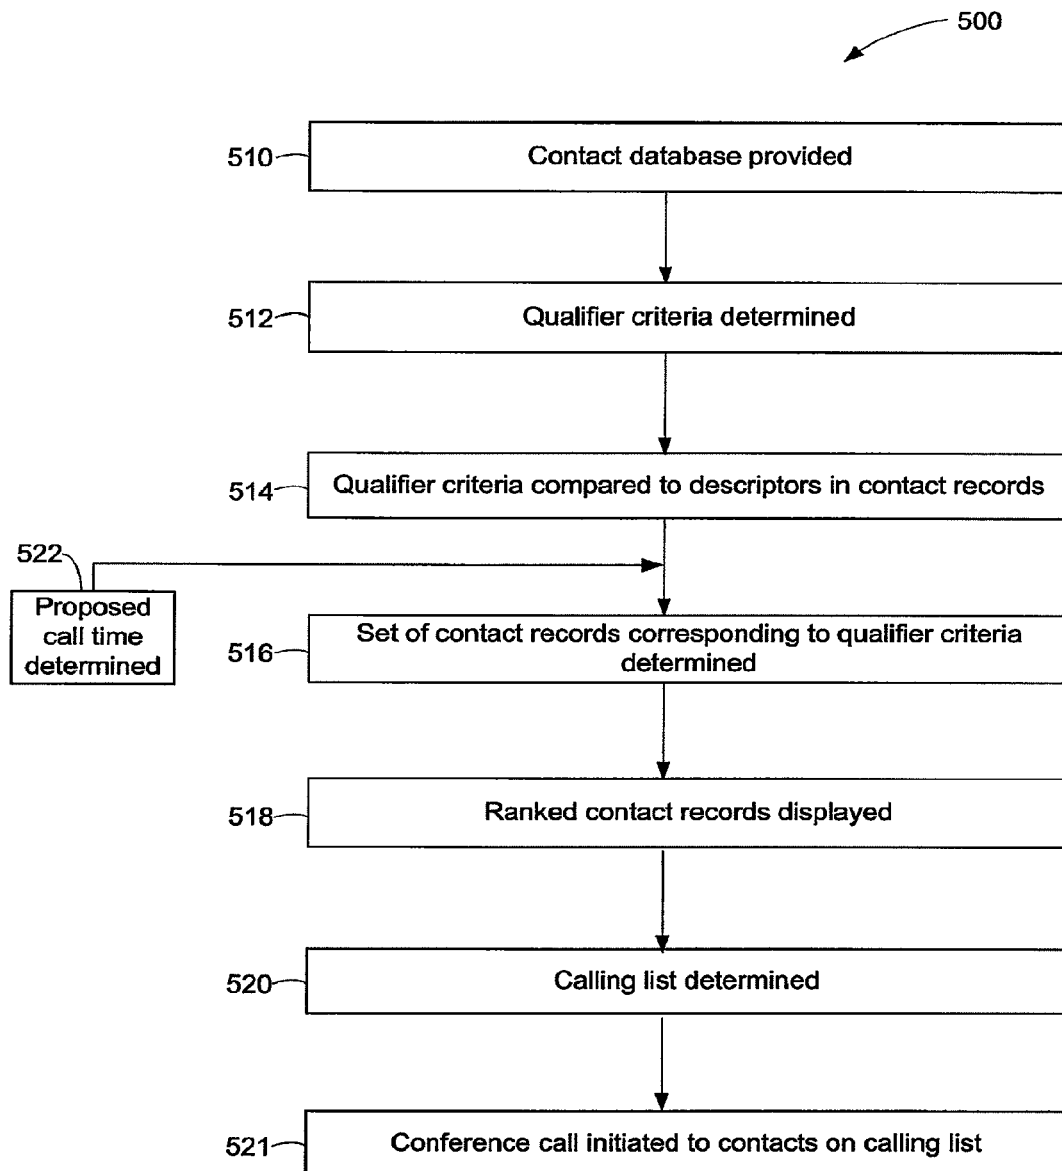 500
510
Contact database provided
512
Qualifier criteria determined
514
Qualifier criteria compared to descriptors in contact records
522
Proposed
call time
determined
516
Set of contact records corresponding to qualifier criteria
determined
518
Ranked contact records displayed
520
Calling list determined
521
Conference call initiated to contacts on calling list